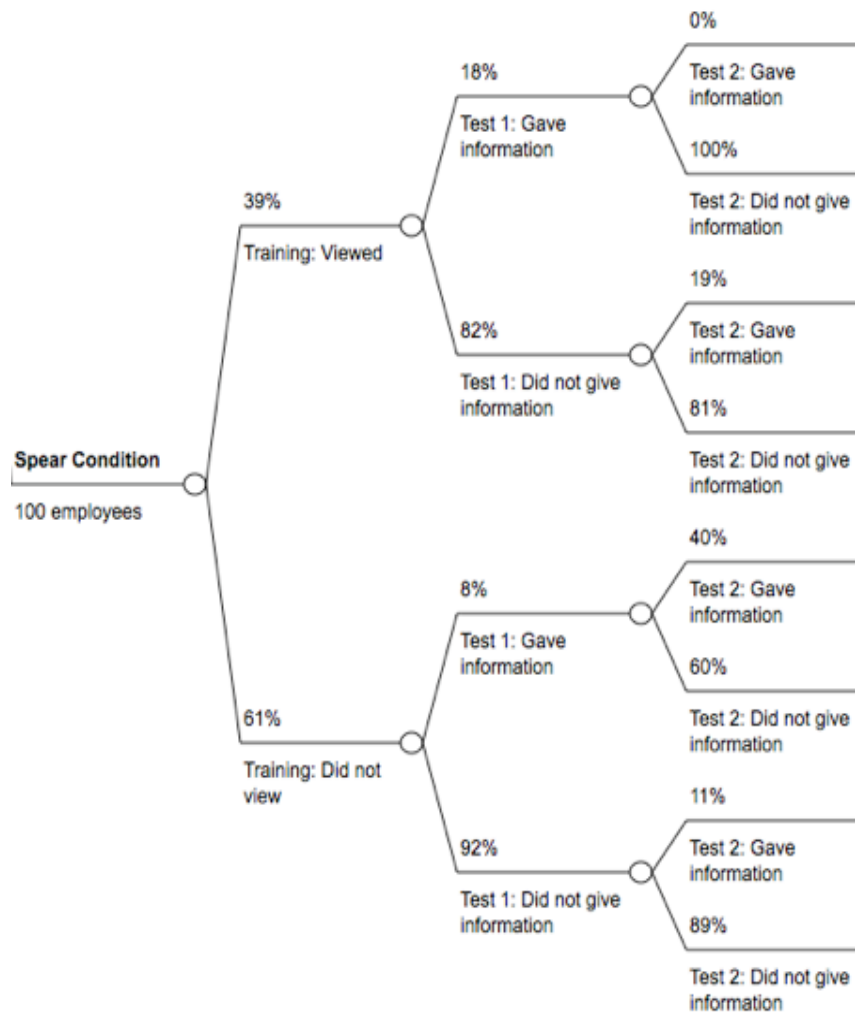 0%
18%
Test 2: Gave
information
Test 1: Gave
information
100%
39%
Test 2: Did not give
information
Training: Viewed
19%
82%
Test 2: Gave
information
Test 1: Did not give
information
81%
Spear Condition
Test 2: Did not give
information
100 employees
40%
8%
Test 2: Gave
information
Test 1: Gave
information
60%
61%
Test 2: Did not give
information
Training: Did not
view
11%
92%
Test 2: Gave
information
Test 1: Did not give
information
89%
Test 2: Did not give
information